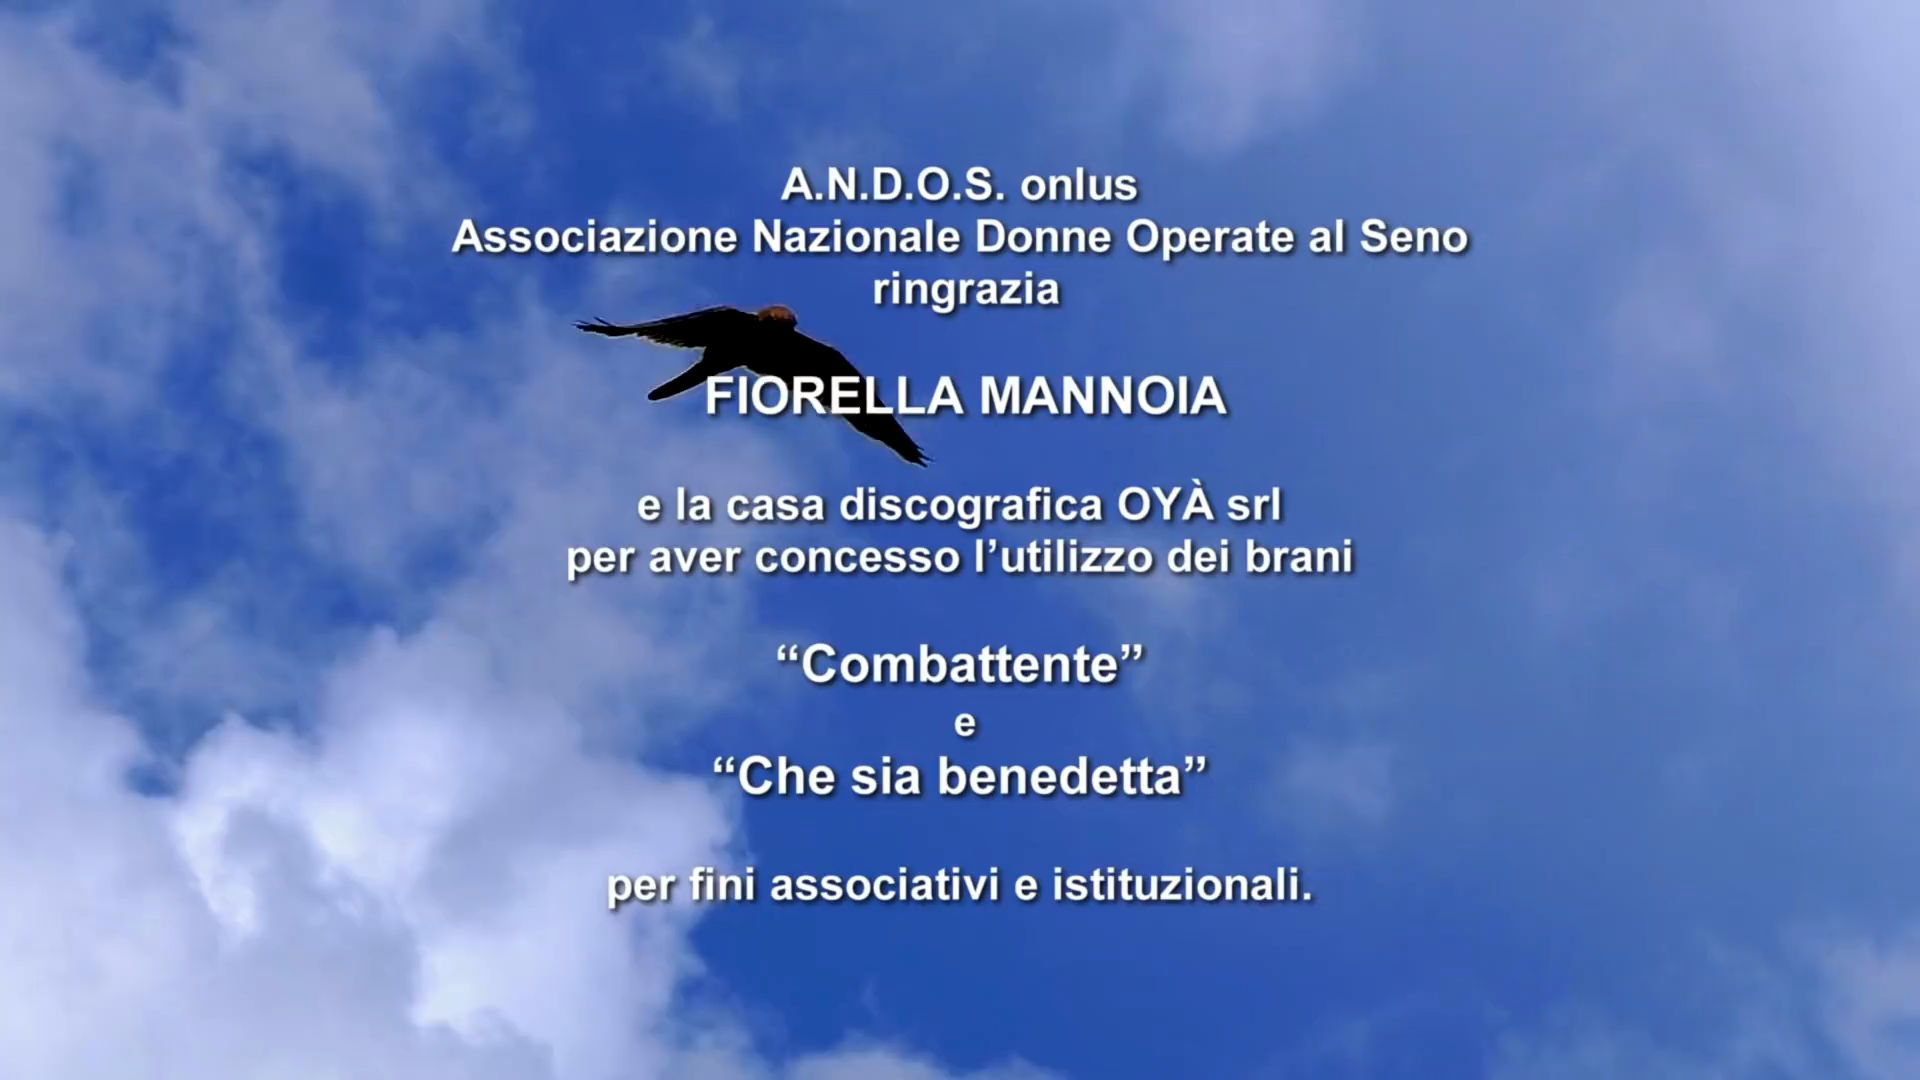 A.N.D.O.S. onlus
Associazione Nazionale Donne Operate al Seno
ringrazia
FIORELLA MANNOIA
e la casa discografica OYÀ srl
per aver concesso l’utilizzo dei brani
“Combattente”
e
“Che sia benedetta”
per fini associativi e istituzionali.